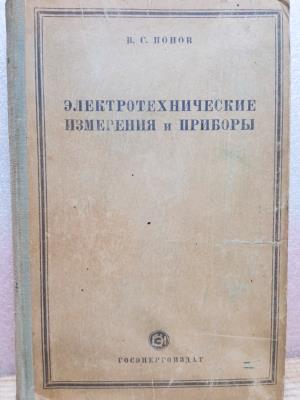 В. С. ПОПОВ
ЭЛЕКТРОТЕХНИЧЕСКИЕ
ИЗМЕРЕНИЯ и ПРИБОРЫ
ГОСЭНЕРГОИЗДАТ